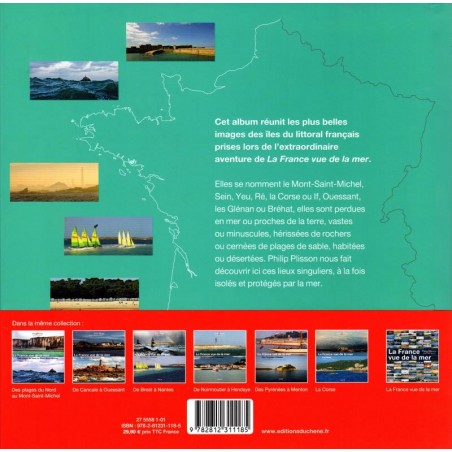 Cet album réunit les plus belles
images des îles du littoral français
prises lors de l'extraordinaire
aventure de La France vue de la mer.
Elles se nomment le Mont-Saint-Michel,
Sein, Yeu, Ré, la Corse ou If, Ouessant,
les Glénan ou Bréhat, elles sont perdues
en mer ou proches de la terre, vastes
ou minuscules, hérissées de rochers
ou cernées de plages de sable, habitées
ou désertées. Philip Plisson nous fait
découvrir ici ces lieux singuliers, à la fois
isolés et protégés par la mer.
Dans la même collection :
La France
vue de la mer
Des plages du Nord
au Mont-Saint-Michel
De Cancale à Ouessant
De Brest à Nantes
De Noirmoutier à Hendaye
Des Pyrénées à Menton
La Corse
La France vue de la mer
27 5568 1-01
ISBN : 978-2-81231-118-5
29,90 € prix TTC France
9 782812 311185
www.editionsduchene.fr